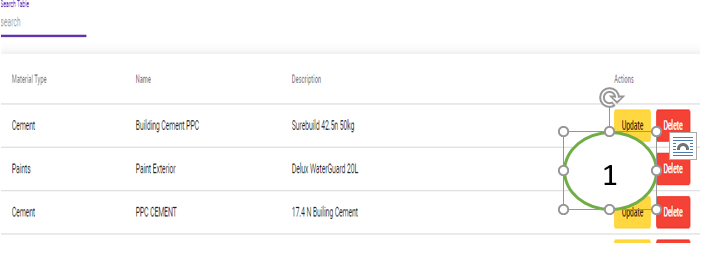 Search Table
search
Material Type Name Description Actions
Cement Building Cement PPC Surebuild 42.5n 50kg Update Delete
Paints Paint Exterior Delux WaterGuard 20L Delete
1
Cement PPC CEMENT 17.4 N Builing Cement Update Delete